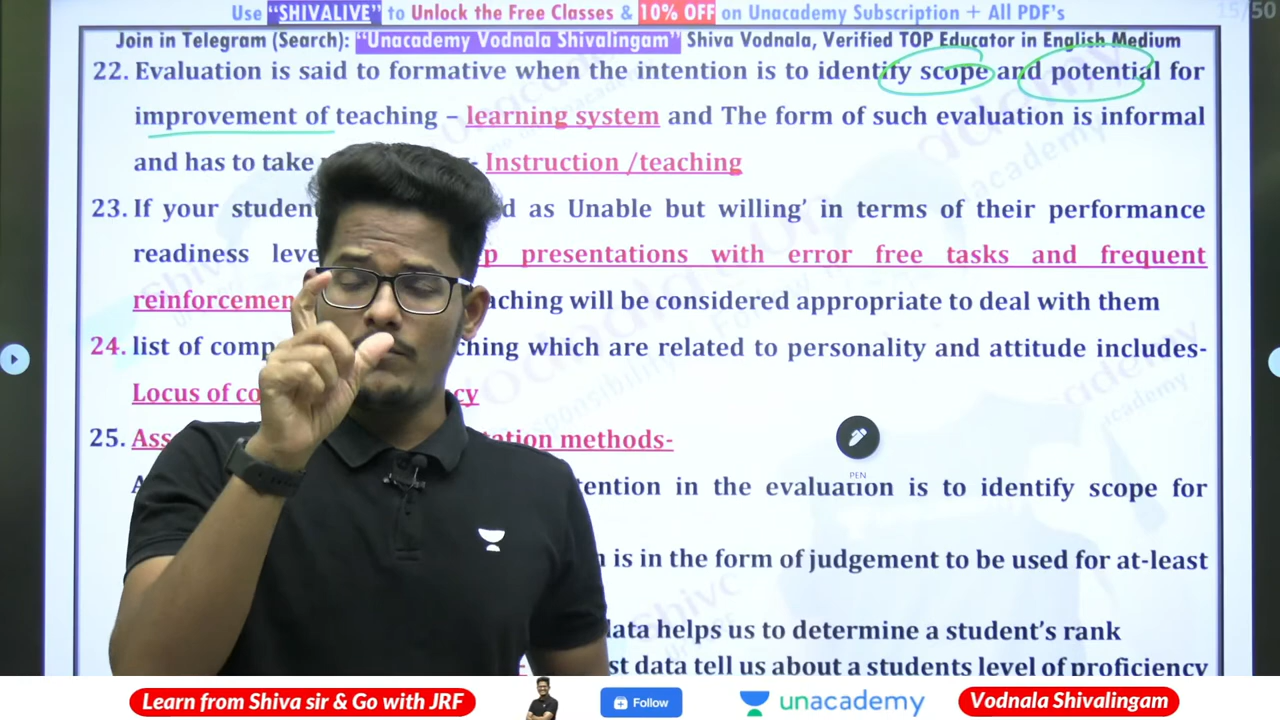 Use “SHIVALIVE” to Unlock the Free Classes & 10% OFF on Unacademy Subscription + All PDF’s
15/50
Join in Telegram (Search): "Unacademy Vodnala Shivalingam" Shiva Vodnala, Verified TOP Educator in English Medium
22. Evaluation is said to formative when the intention is to identify scope and potential for
improvement of teaching – learning system and The form of such evaluation is informal
and has to take - Instruction /teaching
23. If your student d as Unable but willing’ in terms of their performance
readiness leve p presentations with error free tasks and frequent
reinforcemen aching will be considered appropriate to deal with them
24. list of comp ching which are related to personality and attitude includes-
Locus of co cy
25. Ass tation methods-
A tention in the evaluation is to identify scope for
n is in the form of judgement to be used for at-least
data helps us to determine a student’s rank
st data tell us about a students level of proficiency
PEN
Learn from Shiva sir & Go with JRF
Follow
unacademy
Vodnala Shivalingam